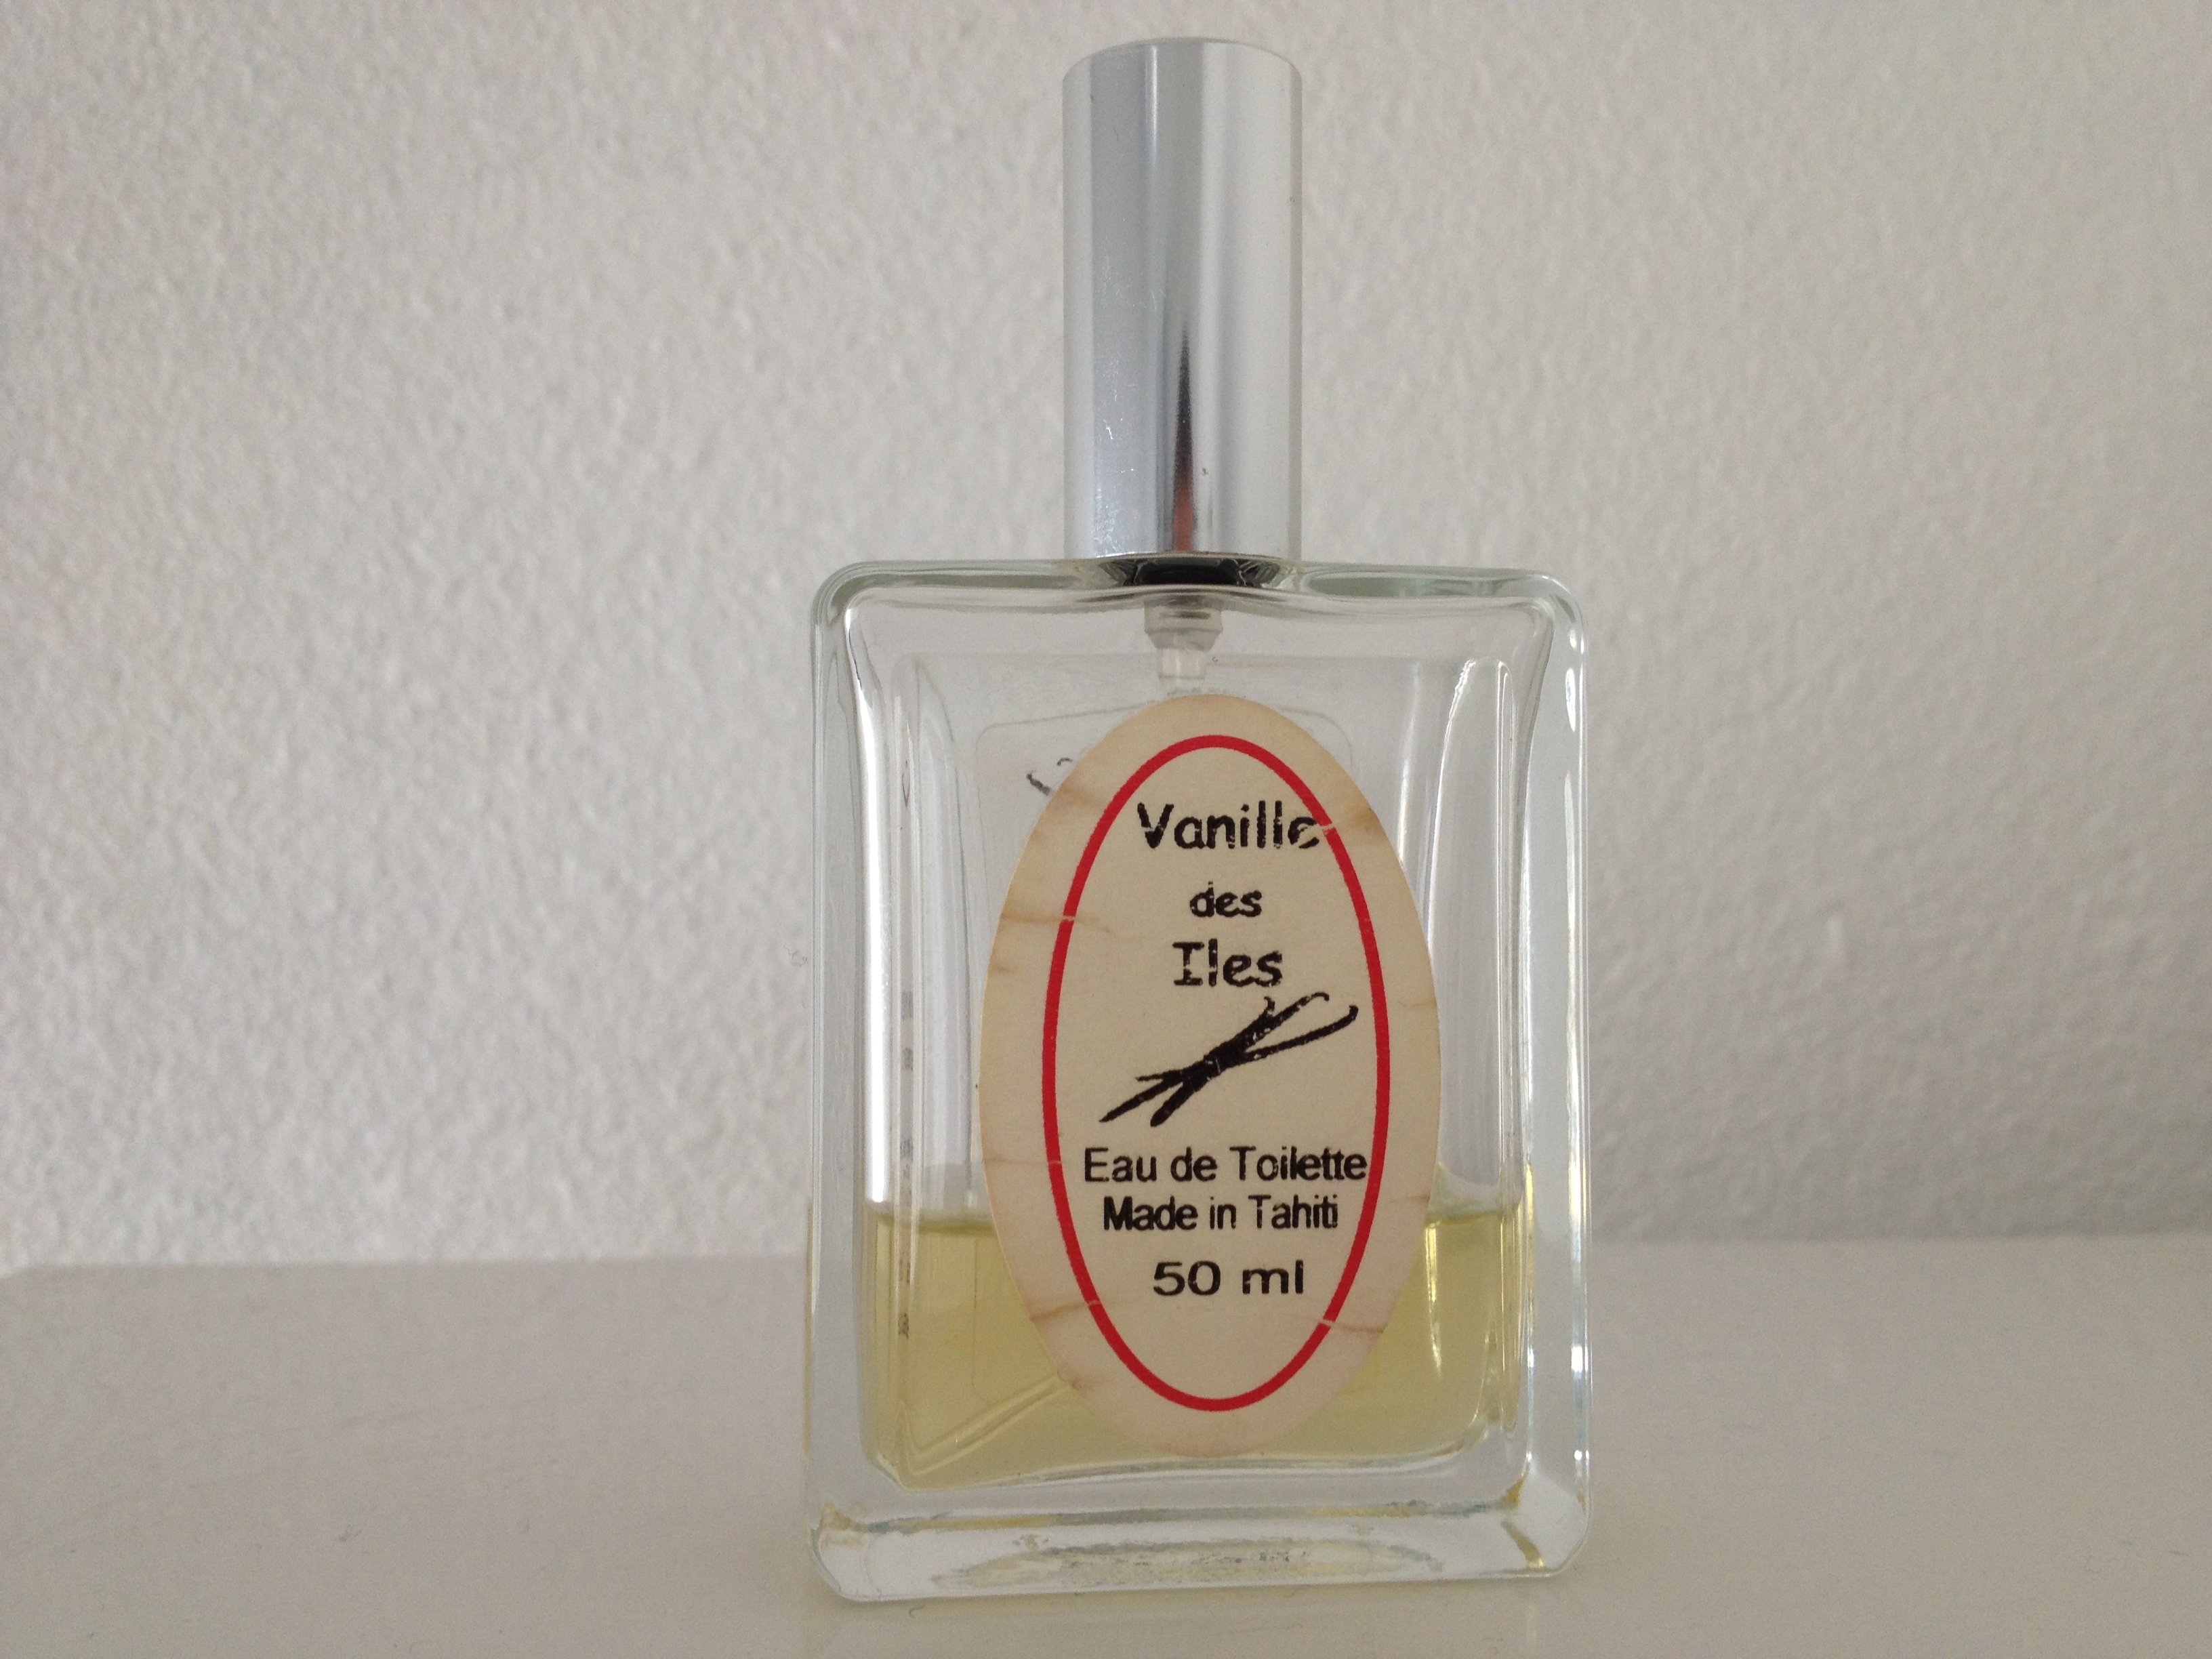 Vanille
des
Iles
Eau de Toilette
Made in Tahiti
50 ml